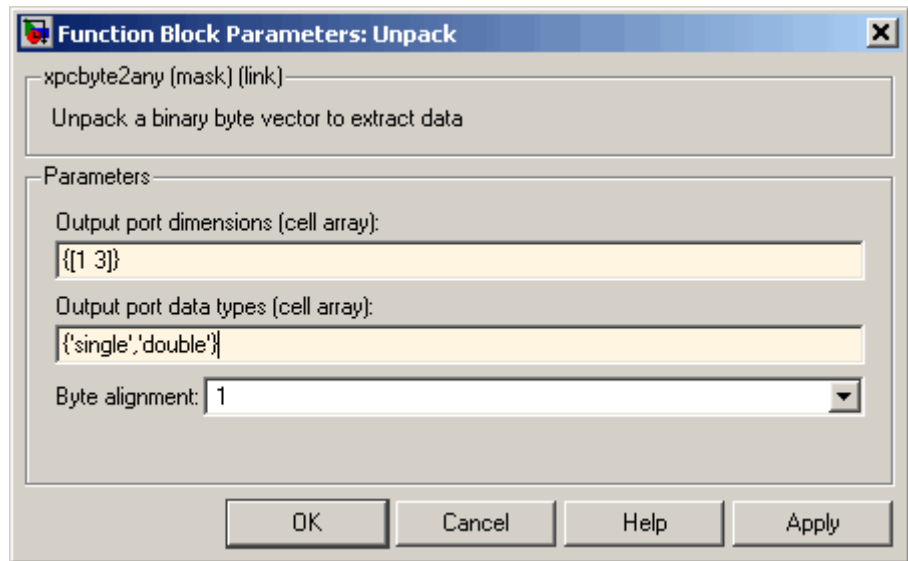 Function Block Parameters: Unpack
xpcbyte2any (mask) (link)
Unpack a binary byte vector to extract data
Parameters
Output port dimensions (cell array):
{[1 3]}
Output port data types (cell array):
{'single','double'}
Byte alignment: 1
OK Cancel Help Apply